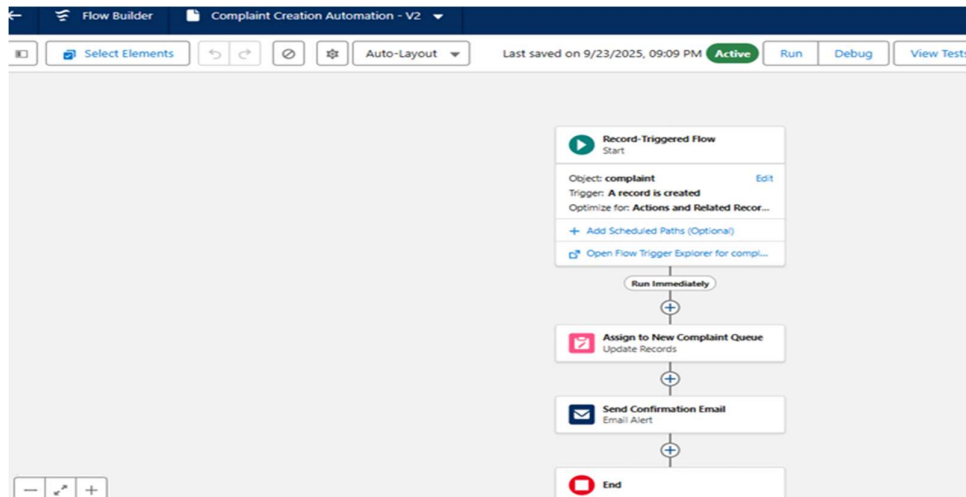 Flow Builder Complaint Creation Automation - V2
Select Elements Auto-Layout Last saved on 9/23/2025, 09:09 PM Active Run Debug View Tests
Record-Triggered Flow
Start
Object: complaint Edit
Trigger: A record is created
Optimize for: Actions and Related Recor...
+ Add Scheduled Paths (Optional)
Open Flow Trigger Explorer for compl...
Run Immediately
Assign to New Complaint Queue
Update Records
Send Confirmation Email
Email Alert
End